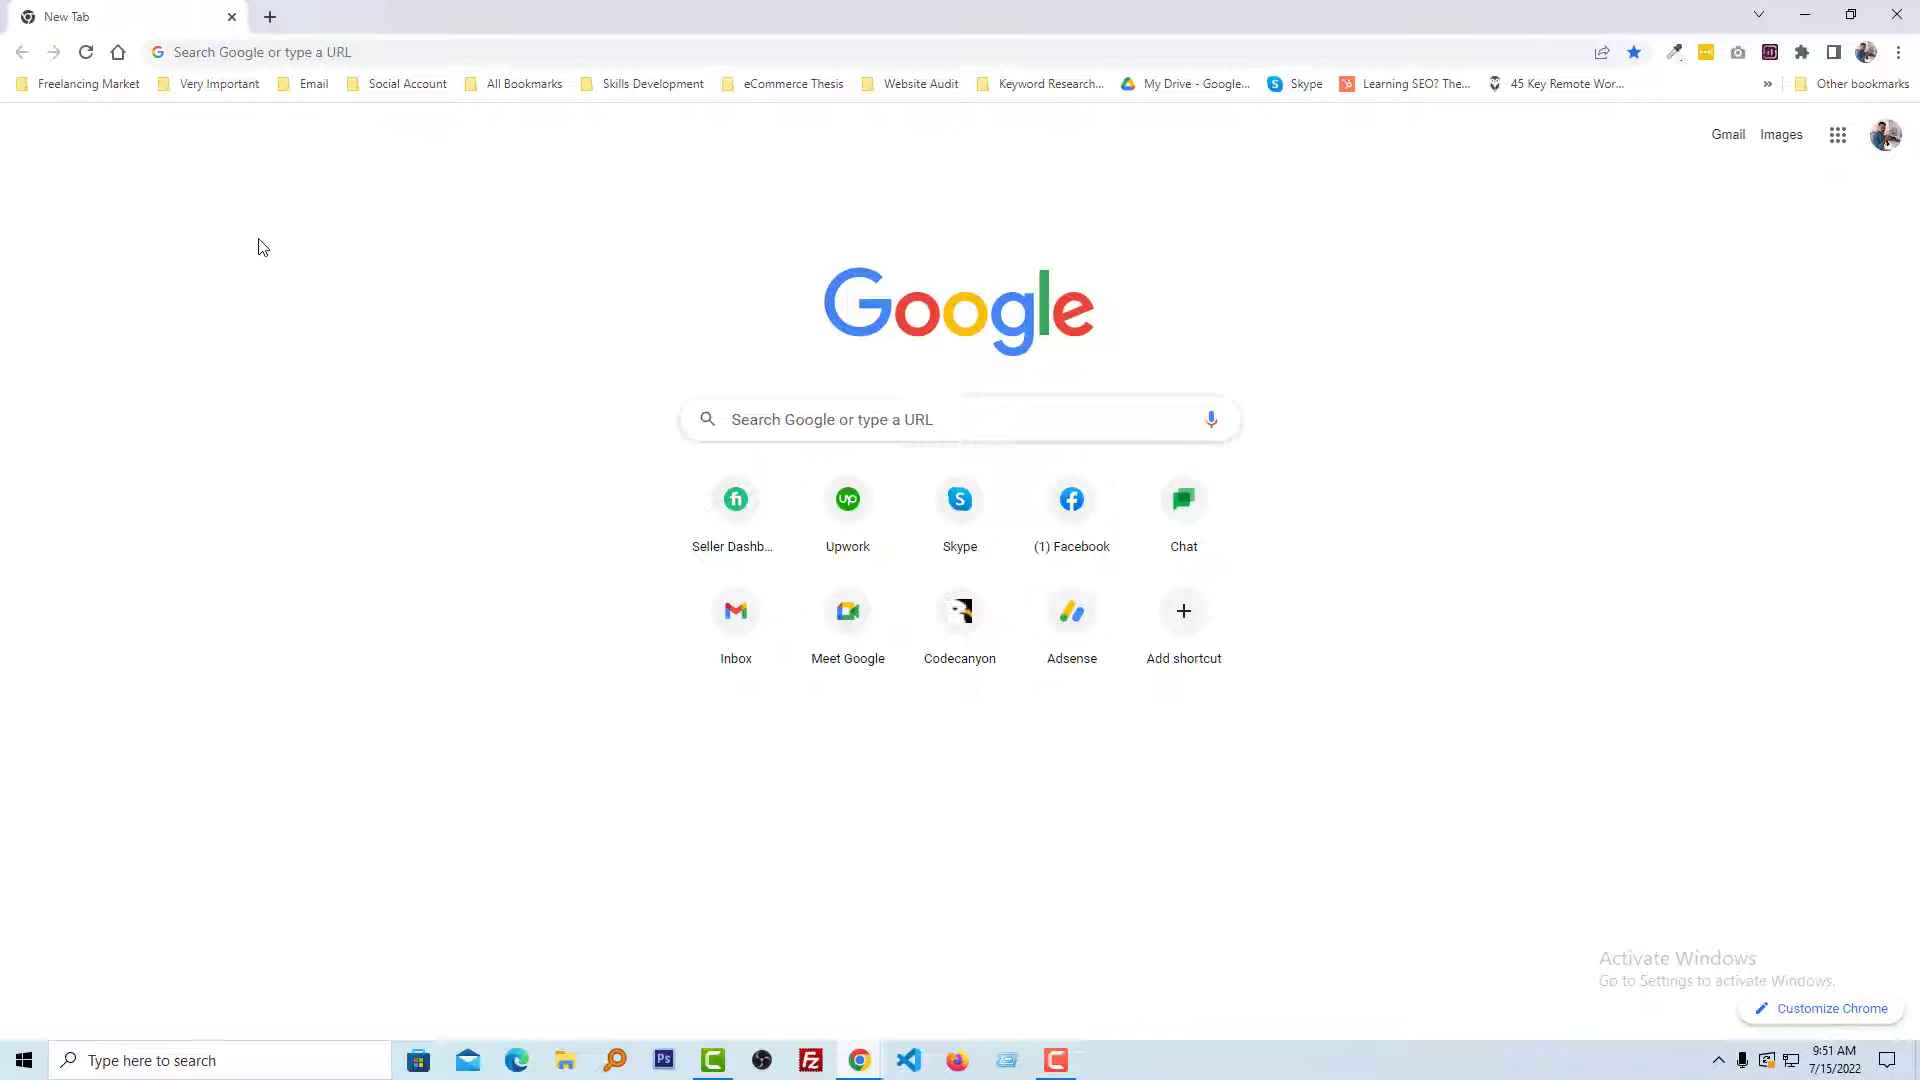 New Tab
Search Google or type a URL
Freelancing Market
Very Important
Email
Social Account
All Bookmarks
Skills Development
eCommerce Thesis
Website Audit
Keyword Research...
My Drive - Google...
Skype
Learning SEO? The...
45 Key Remote Wor...
»
Other bookmarks
Gmail
Images
Google
Search Google or type a URL
Seller Dashb...
Upwork
Skype
(1) Facebook
Chat
Inbox
Meet Google
Codecanyon
Adsense
Add shortcut
Activate Windows
Go to Settings to activate Windows.
Customize Chrome
Type here to search
Ps
9:51 AM
7/15/2022